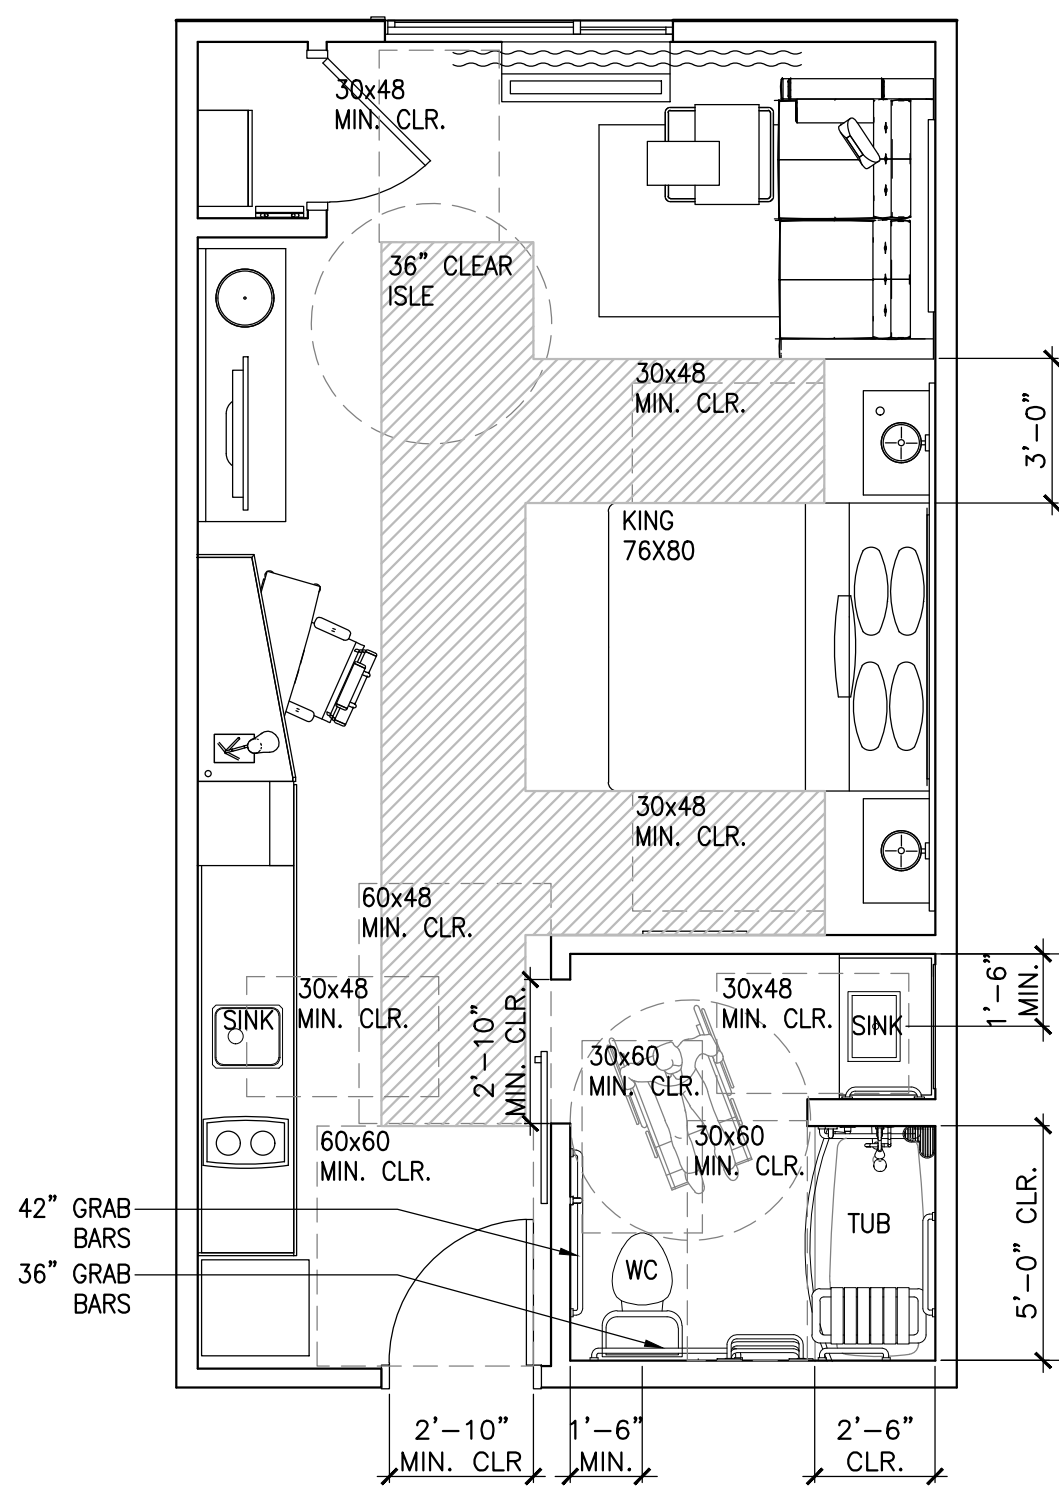 30x48
MIN. CLR.
36" CLEAR
ISLE
30x48
MIN. CLR.
3'-0"
KING
76X80
30x48
MIN. CLR.
60x48
MIN. CLR.
30x48
MIN. CLR.
SINK
2'-10"
MIN. CLR.
30x48
MIN. CLR.
SINK
1'-6"
MIN.
30x60
MIN. CLR.
30x60
MIN. CLR.
60x60
MIN. CLR.
42" GRAB
BARS
36" GRAB
BARS
WC
TUB
5'-0" CLR.
2'-10"
MIN. CLR
1'-6"
MIN.
2'-6"
CLR.